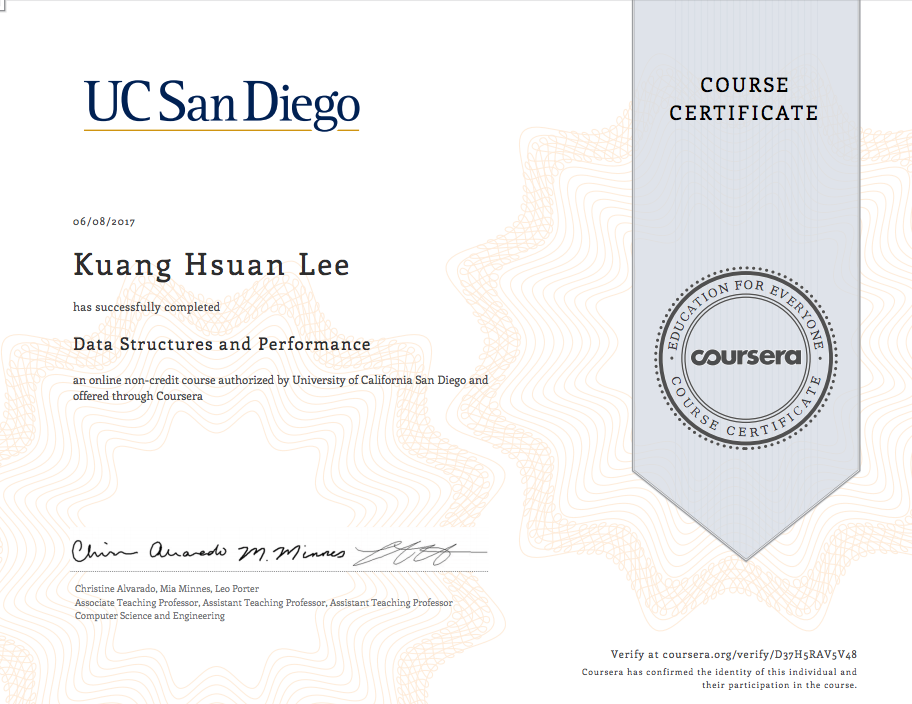 UC San Diego
COURSE
CERTIFICATE
06/08/2017
Kuang Hsuan Lee
has successfully completed
Data Structures and Performance
an online non-credit course authorized by University of California San Diego and
offered through Coursera
EDUCATION FOR EVERYONE
coursera
COURSE CERTIFICATE
Chris Alvarado M. Minnes
Christine Alvarado, Mia Minnes, Leo Porter
Associate Teaching Professor, Assistant Teaching Professor, Assistant Teaching Professor
Computer Science and Engineering
Verify at coursera.org/verify/D37H5RAV5V48
Coursera has confirmed the identity of this individual and
their participation in the course.